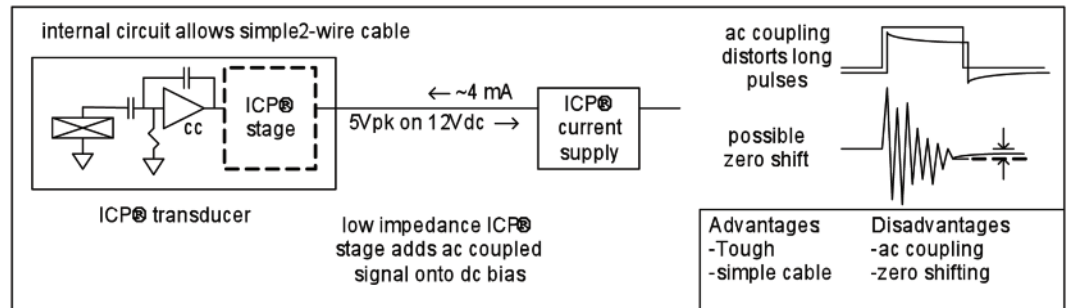 internal circuit allows simple2-wire cable
cc
ICP®
stage
ICP® transducer
← ~4 mA
5Vpk on 12Vdc →
ICP®
current
supply
low impedance ICP®
stage adds ac coupled
signal onto dc bias
ac coupling
distorts long
pulses
possible
zero shift
Advantages
-Tough
-simple cable
Disadvantages
-ac coupling
-zero shifting